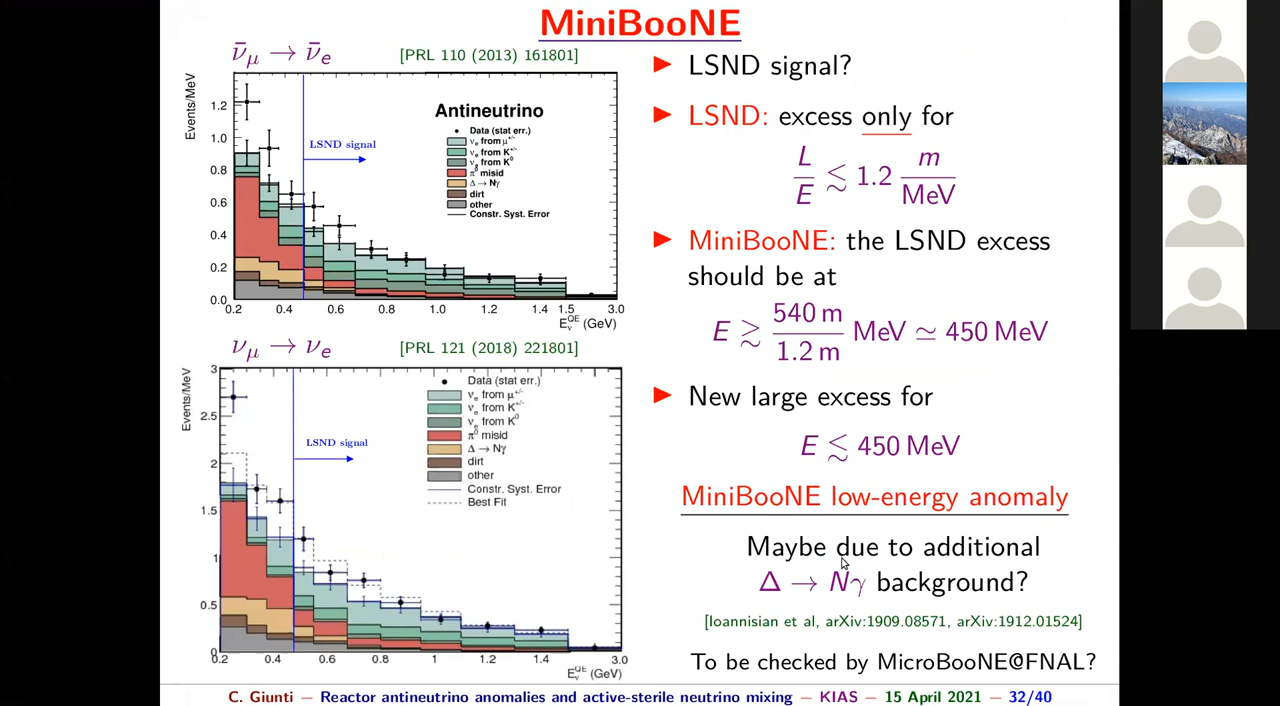 MiniBooNE
ν̄μ → ν̄e [PRL 110 (2013) 161801]
Events/MeV
1.2
1.0
0.8
0.6
0.4
0.2
0.0
Antineutrino
Data (stat err.)
νe from μ+/-
νe from K+/-
νe from K0
π0 misid
Δ → Nγ
dirt
other
Constr. Syst. Error
LSND signal
0.2 0.4 0.6 0.8 1.0 1.2 1.4 1.5 3.0
EνQE (GeV)
νμ → νe [PRL 121 (2018) 221801]
Events/MeV
3
2.5
2
1.5
1
0.5
0
Data (stat err.)
νe from μ+/-
νe from K+/-
νe from K0
π0 misid
Δ → Nγ
dirt
other
Constr. Syst. Error
Best Fit
LSND signal
0.2 0.4 0.6 0.8 1 1.2 1.4 3.0
EνQE (GeV)
LSND signal?
LSND: excess only for
L/E ≲ 1.2 m/MeV
MiniBooNE: the LSND excess
should be at
E ≳ 540 m/1.2 m MeV ≃ 450 MeV
New large excess for
E ≲ 450 MeV
MiniBooNE low-energy anomaly
Maybe due to additional
Δ → Nγ background?
[Ioannisian et al, arXiv:1909.08571, arXiv:1912.01524]
To be checked by MicroBooNE@FNAL?
C. Giunti — Reactor antineutrino anomalies and active-sterile neutrino mixing — KIAS — 15 April 2021 — 32/40